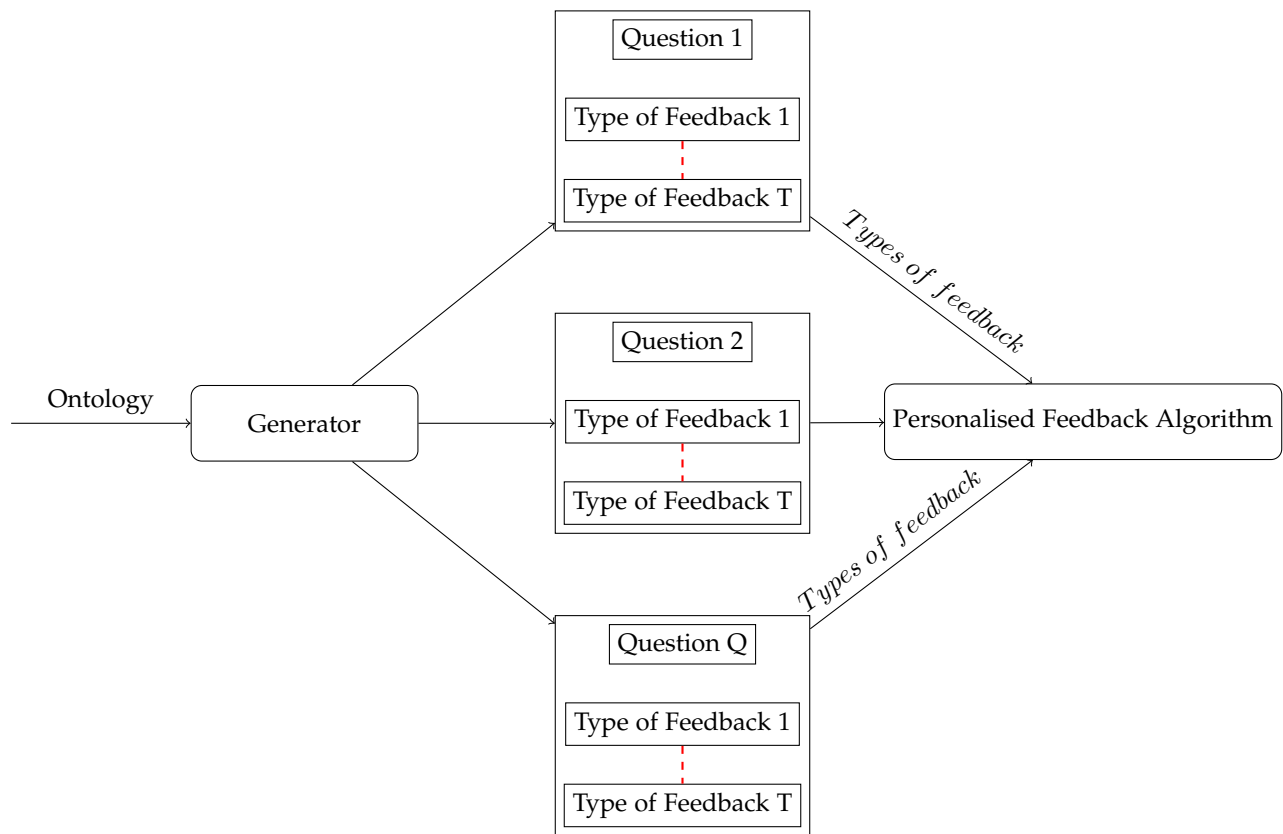 Question 1
Type of Feedback 1
Type of Feedback T
Types of feedback
Question 2
Ontology
Generator
Type of Feedback 1
Type of Feedback T
Personalised Feedback Algorithm
Types of feedback
Question Q
Type of Feedback 1
Type of Feedback T